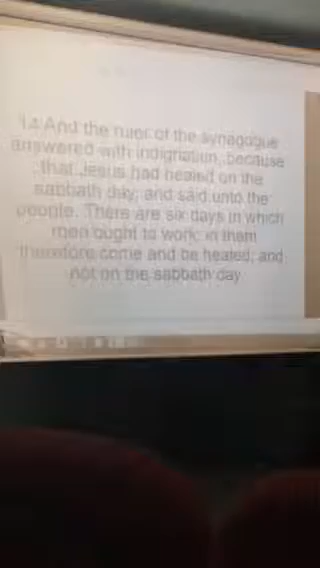 14 And the ruler of the synagogue
answered with indignation, because
that Jesus had healed on the
sabbath day, and said unto the
people, There are six days in which
men ought to work: in them
therefore come and be healed, and
not on the sabbath day